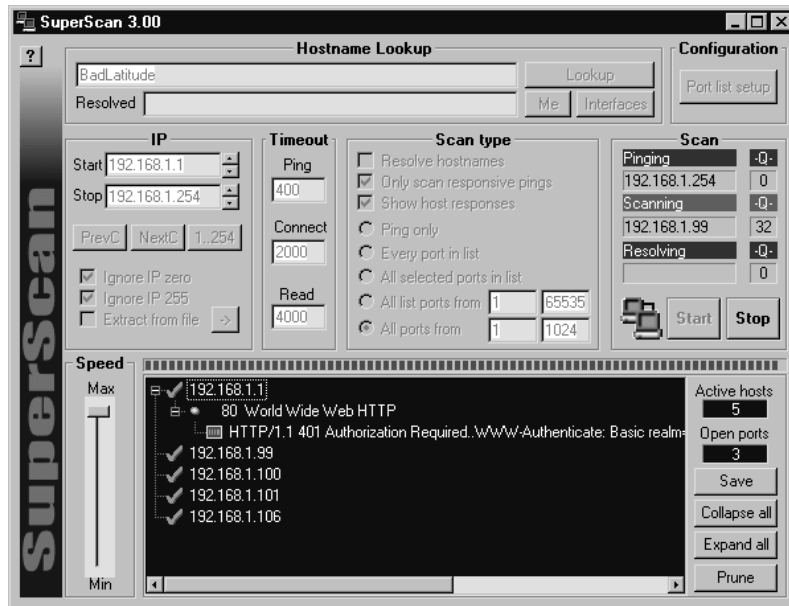 SuperScan 3.00
?
Hostname Lookup
BadLatitude
Lookup
Resolved
Me Interfaces
Configuration
Port list setup
IP
Start 192.168.1.1
Stop 192.168.1.254
PrevC NextC 1..254
Ignore IP zero
Ignore IP 255
Extract from file ->
Timeout
Ping
400
Connect
2000
Read
4000
Scan type
Resolve hostnames
Only scan responsive pings
Show host responses
Ping only
Every port in list
All selected ports in list
All list ports from 1 65535
All ports from 1 1024
Scan
Pinging -Q-
192.168.1.254 0
Scanning -Q-
192.168.1.99 32
Resolving -Q-
0
Start Stop
SuperScan
Speed
Max
Min
192.168.1.1
80 World Wide Web HTTP
HTTP/1.1 401 Authorization Required..WWW-Authenticate: Basic realm=
192.168.1.99
192.168.1.100
192.168.1.101
192.168.1.106
Active hosts
5
Open ports
3
Save
Collapse all
Expand all
Prune